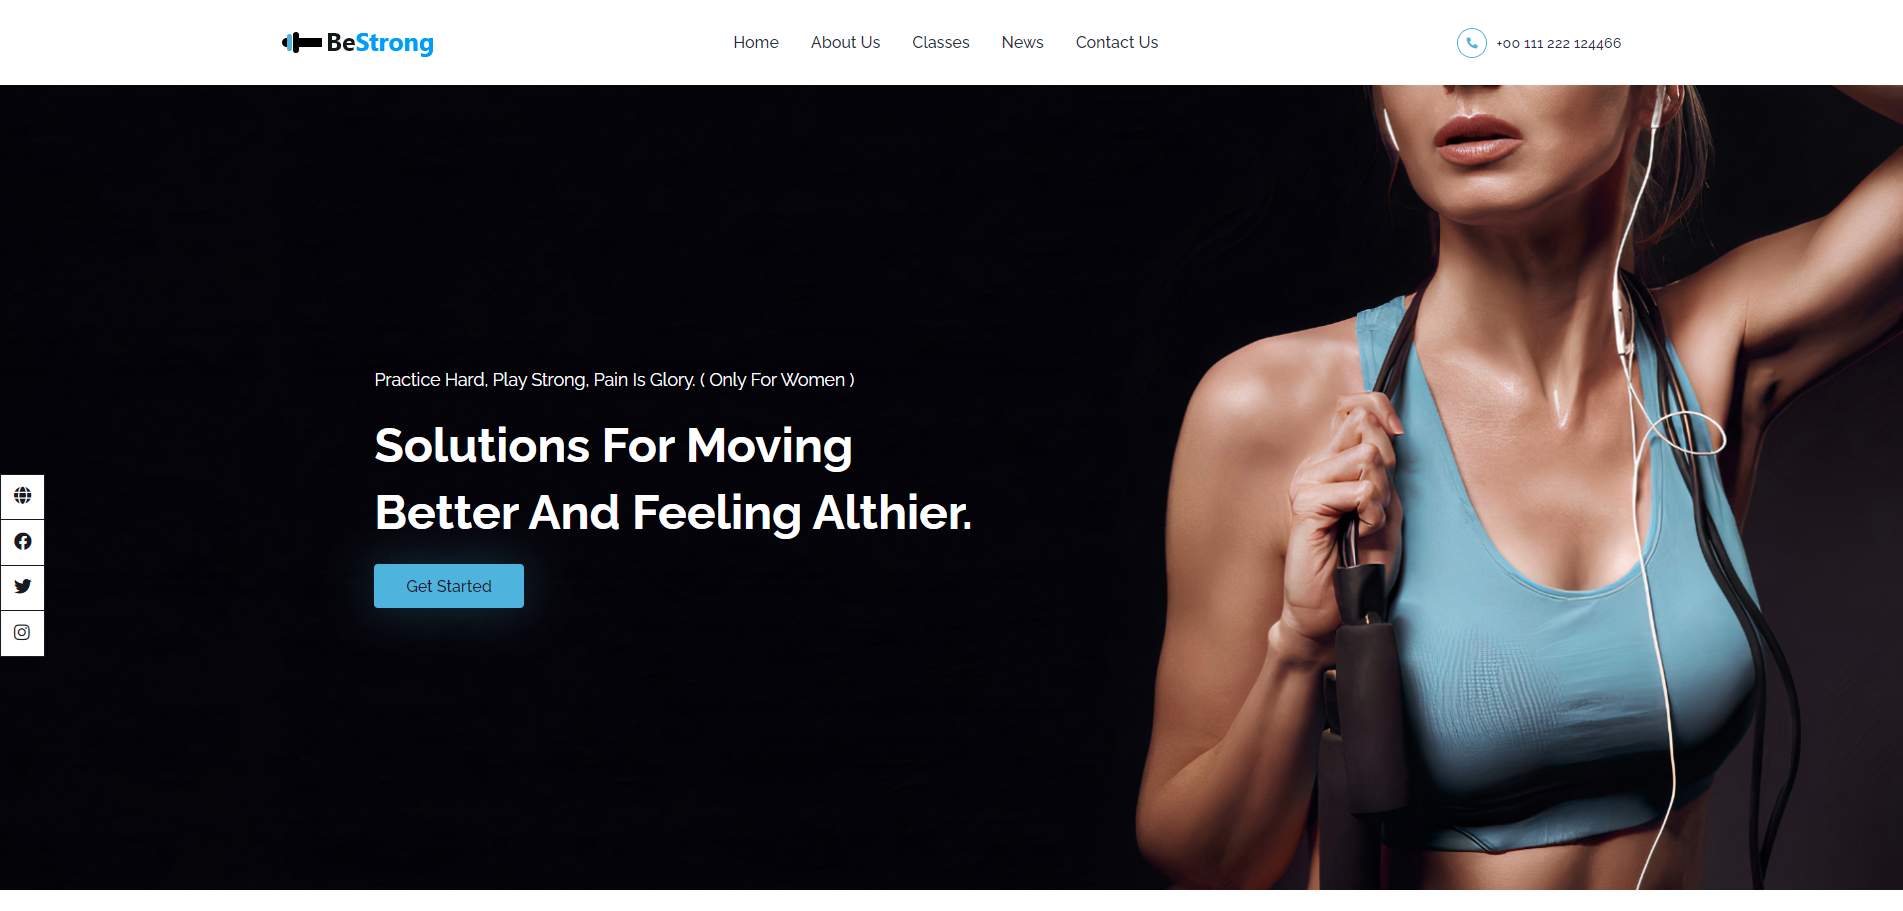 BeStrong
Home About Us Classes News Contact Us
+00 111 222 124466
Practice Hard, Play Strong, Pain Is Glory. ( Only For Women )
Solutions For Moving
Better And Feeling Althier.
Get Started